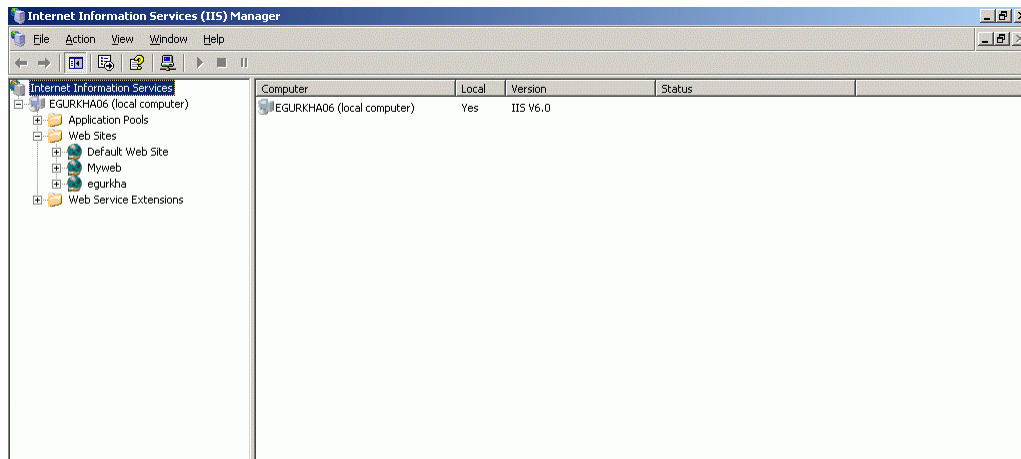 Internet Information Services (IIS) Manager
File Action View Window Help
Internet Information Services
EGURKHA06 (local computer)
Application Pools
Web Sites
Default Web Site
Myweb
egurkha
Web Service Extensions
Computer Local Version Status
EGURKHA06 (local computer) Yes IIS V6.0